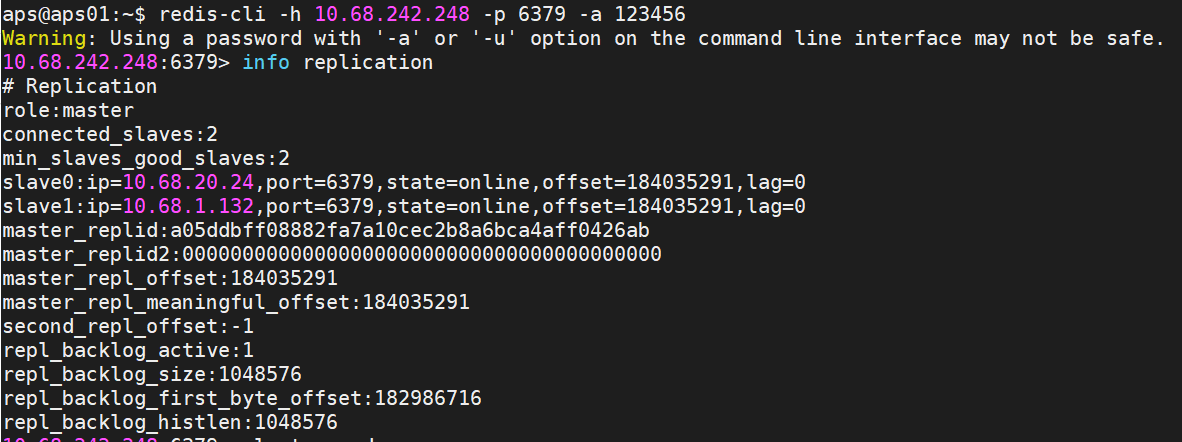 aps@aps01:~$ redis-cli -h 10.68.242.248 -p 6379 -a 123456
Warning: Using a password with '-a' or '-u' option on the command line interface may not be safe.
10.68.242.248:6379> info replication
# Replication
role:master
connected_slaves:2
min_slaves_good_slaves:2
slave0:ip=10.68.20.24,port=6379,state=online,offset=184035291,lag=0
slave1:ip=10.68.1.132,port=6379,state=online,offset=184035291,lag=0
master_replid:a05ddbff08882fa7a10cec2b8a6bca4aff0426ab
master_replid2:0000000000000000000000000000000000000000
master_repl_offset:184035291
master_repl_meaningful_offset:184035291
second_repl_offset:-1
repl_backlog_active:1
repl_backlog_size:1048576
repl_backlog_first_byte_offset:182986716
repl_backlog_histlen:1048576